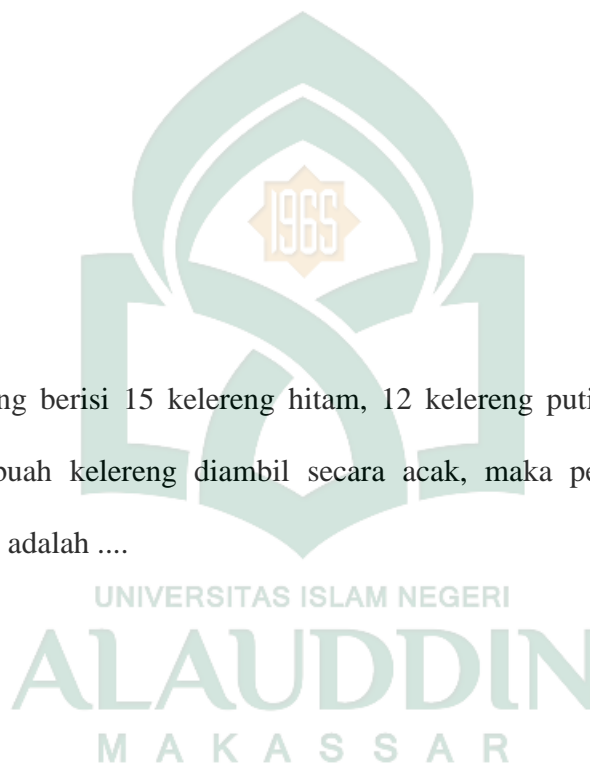 1965
ng berisi 15 kelereng hitam, 12 kelereng puti
buah kelereng diambil secara acak, maka pe
adalah ....
UNIVERSITAS ISLAM NEGERI
ALAUDDIN
MAKASSAR